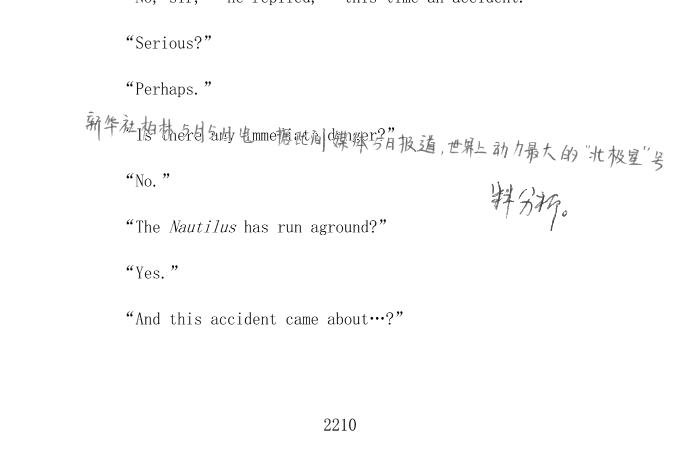 “No, sir,” he replied, “this time an accident.”
“Serious?”
“Perhaps.”
“Is there any immediate danger?”
新华社柏林5月5日电 据比利 媒体5月报道，世界上动力最大的“北极星”号
“No.”
料分析。
“The Nautilus has run aground?”
“Yes.”
“And this accident came about…?”
2210